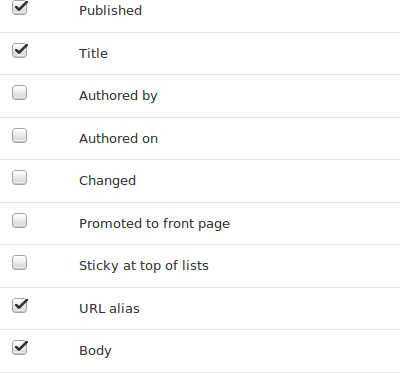 Published
Title
Authored by
Authored on
Changed
Promoted to front page
Sticky at top of lists
URL alias
Body